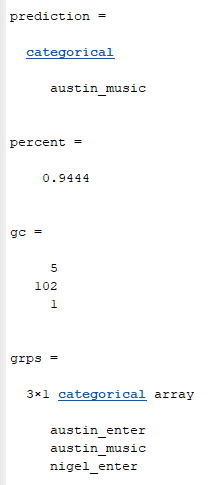 prediction =
categorical
austin_music
percent =
0.9444
gc =
5
102
1
grps =
3×1 categorical array
austin_enter
austin_music
nigel_enter